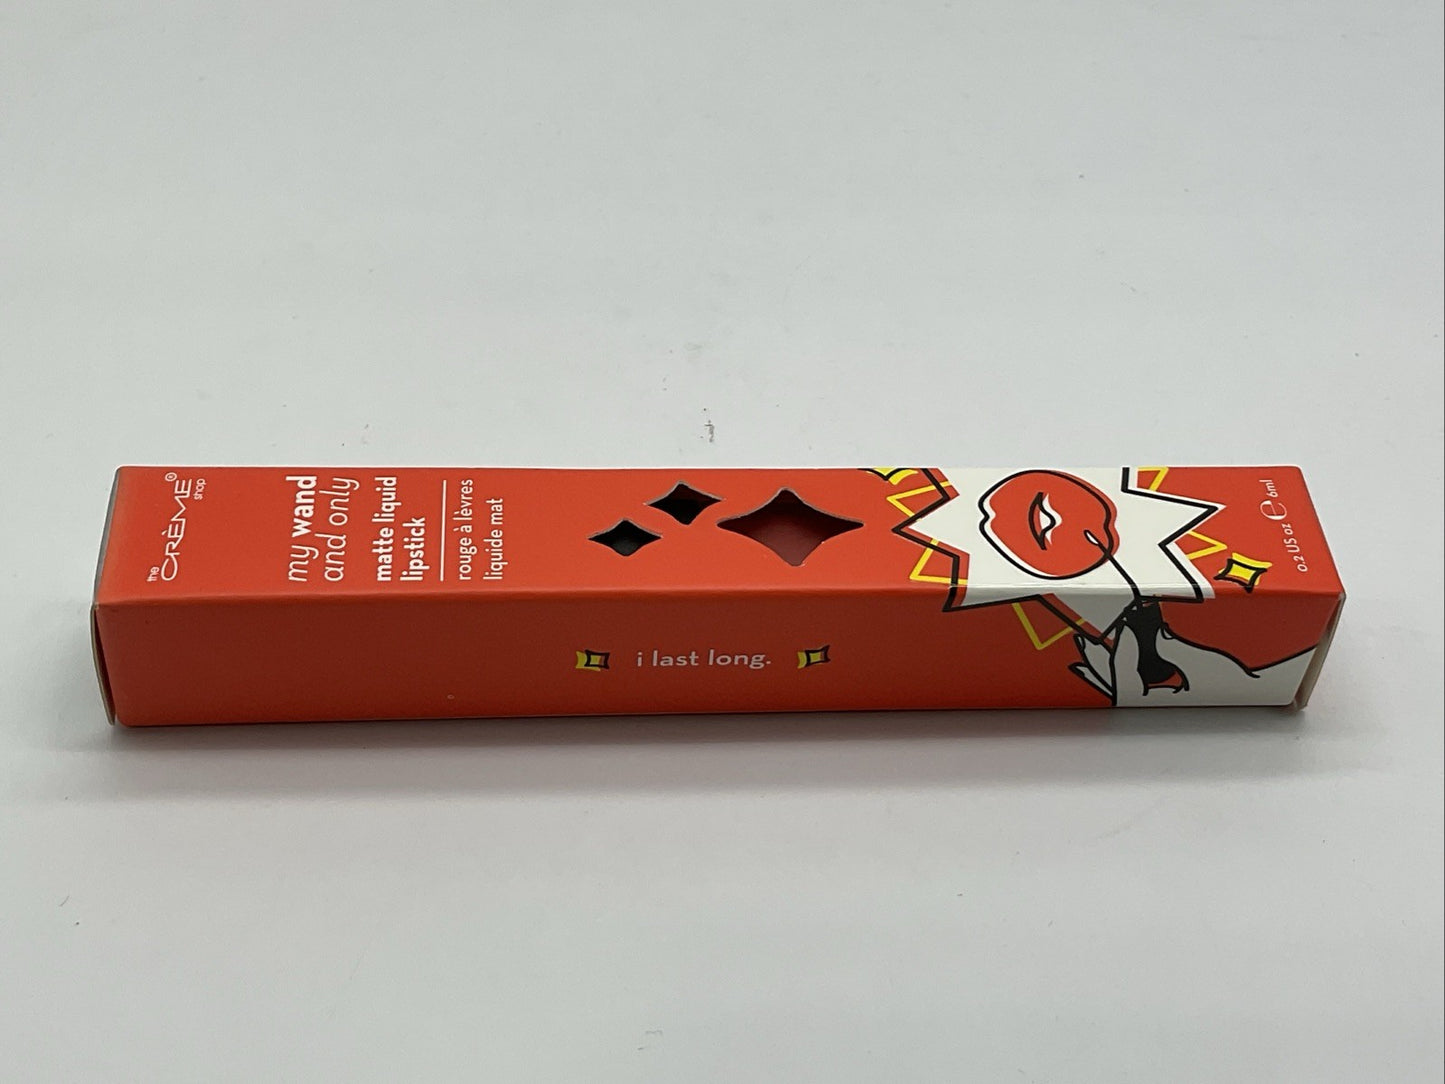 the
CRÈME®
shop
my wand
and only
matte liquid
lipstick
rouge à lèvres
liquide mat
0.2 US oz ℮ 6ml
i last long.